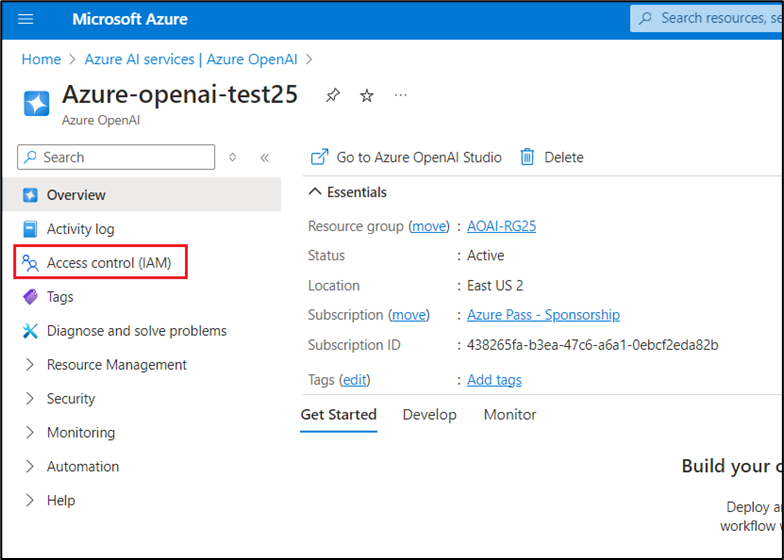 Microsoft Azure
Search resources, se
Home > Azure AI services | Azure OpenAI >
Azure-openai-test25
Azure OpenAI
Search
Go to Azure OpenAI Studio
Delete
Overview
Essentials
Activity log
Resource group (move) : AOAI-RG25
Access control (IAM)
Status : Active
Tags
Location : East US 2
Diagnose and solve problems
Subscription (move) : Azure Pass - Sponsorship
Resource Management
Subscription ID : 438265fa-b3ea-47c6-a6a1-0ebcf2eda82b
Security
Tags (edit) : Add tags
Monitoring
Get Started Develop Monitor
Automation
Build your o
Help
Deploy a
workflow